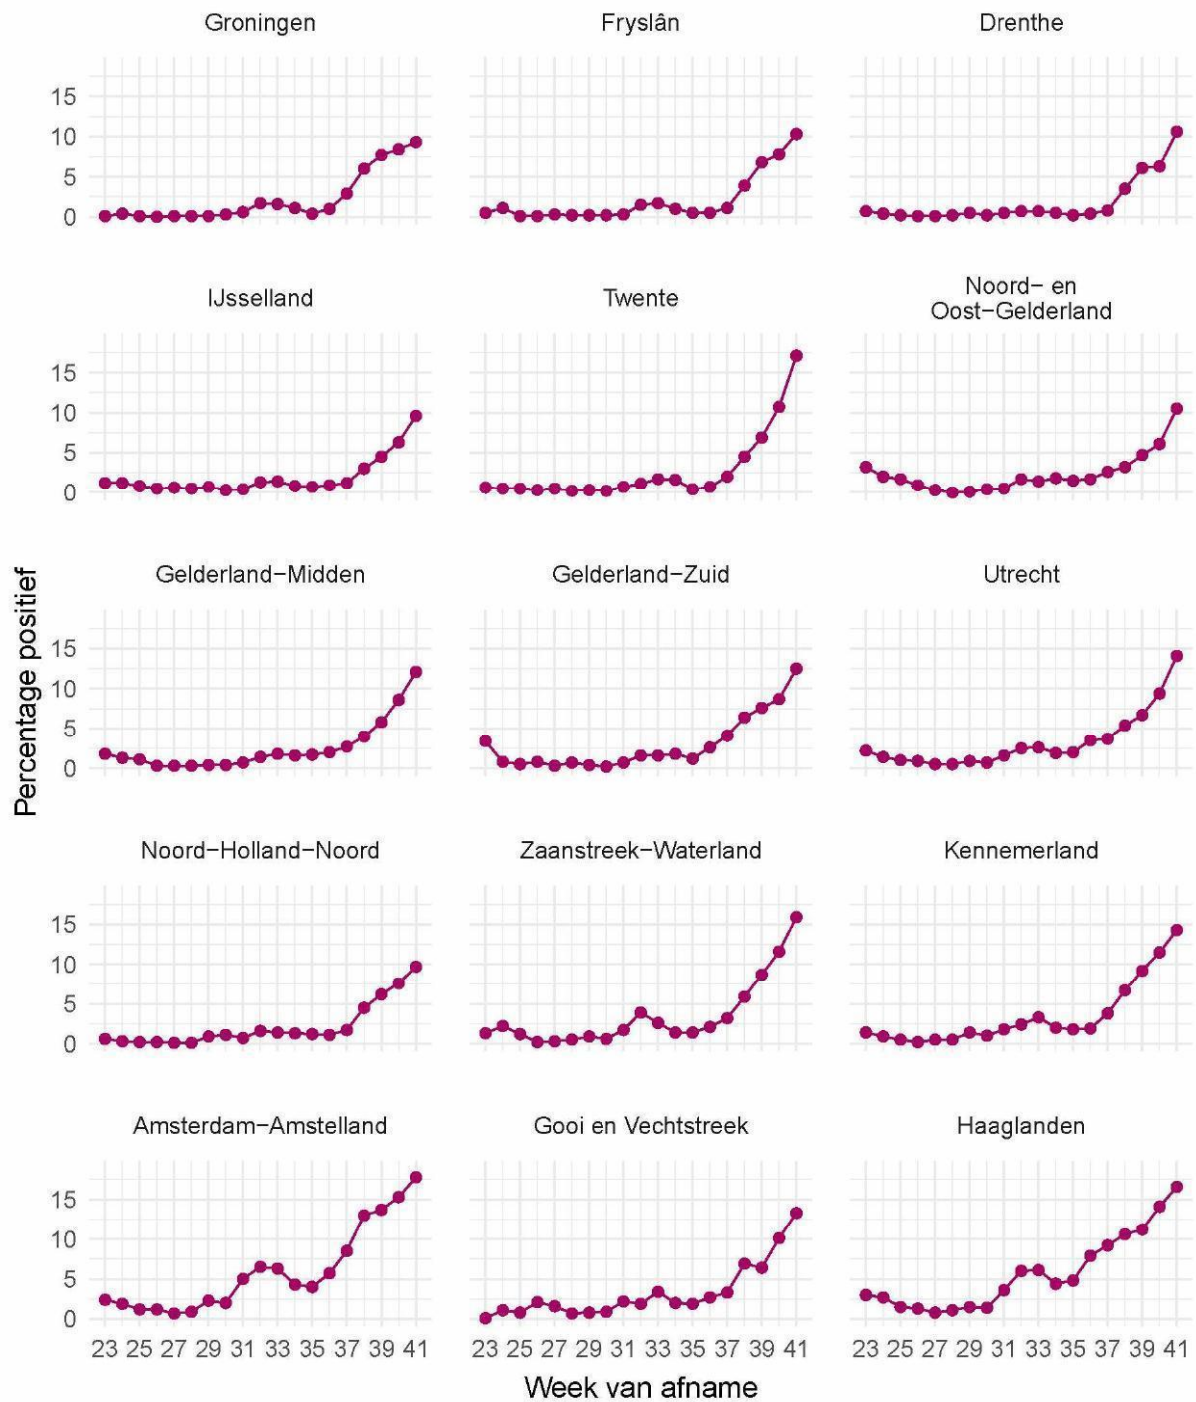 Groningen
Fryslân
Drenthe
15
10
5
0
IJsselland
Twente
Noord- en
Oost-Gelderland
15
10
5
0
Percentage positief
Gelderland-Midden
Gelderland-Zuid
Utrecht
15
10
5
0
Noord-Holland-Noord
Zaanstreek-Waterland
Kennemerland
15
10
5
0
Amsterdam-Amstelland
Gooi en Vechtstreek
Haaglanden
15
10
5
0
23 25 27 29 31 33 35 37 39 41
23 25 27 29 31 33 35 37 39 41
23 25 27 29 31 33 35 37 39 41
Week van afname